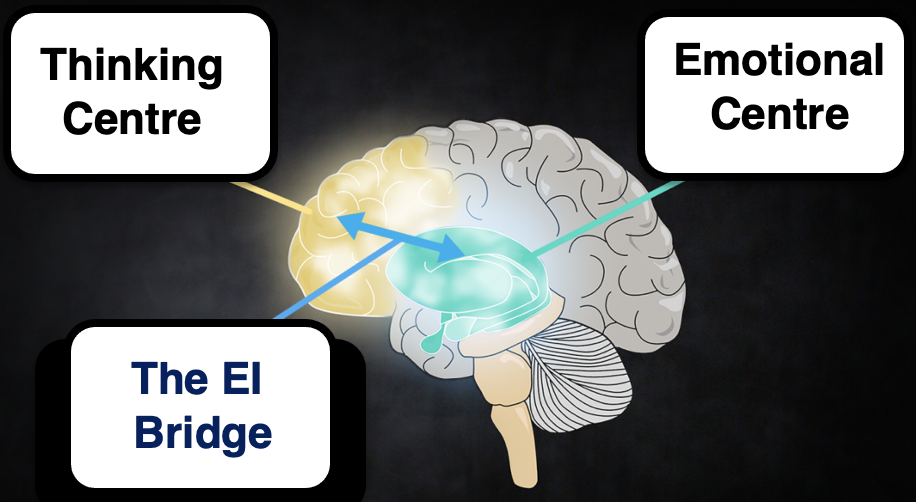 Thinking
Centre
Emotional
Centre
The EI
Bridge